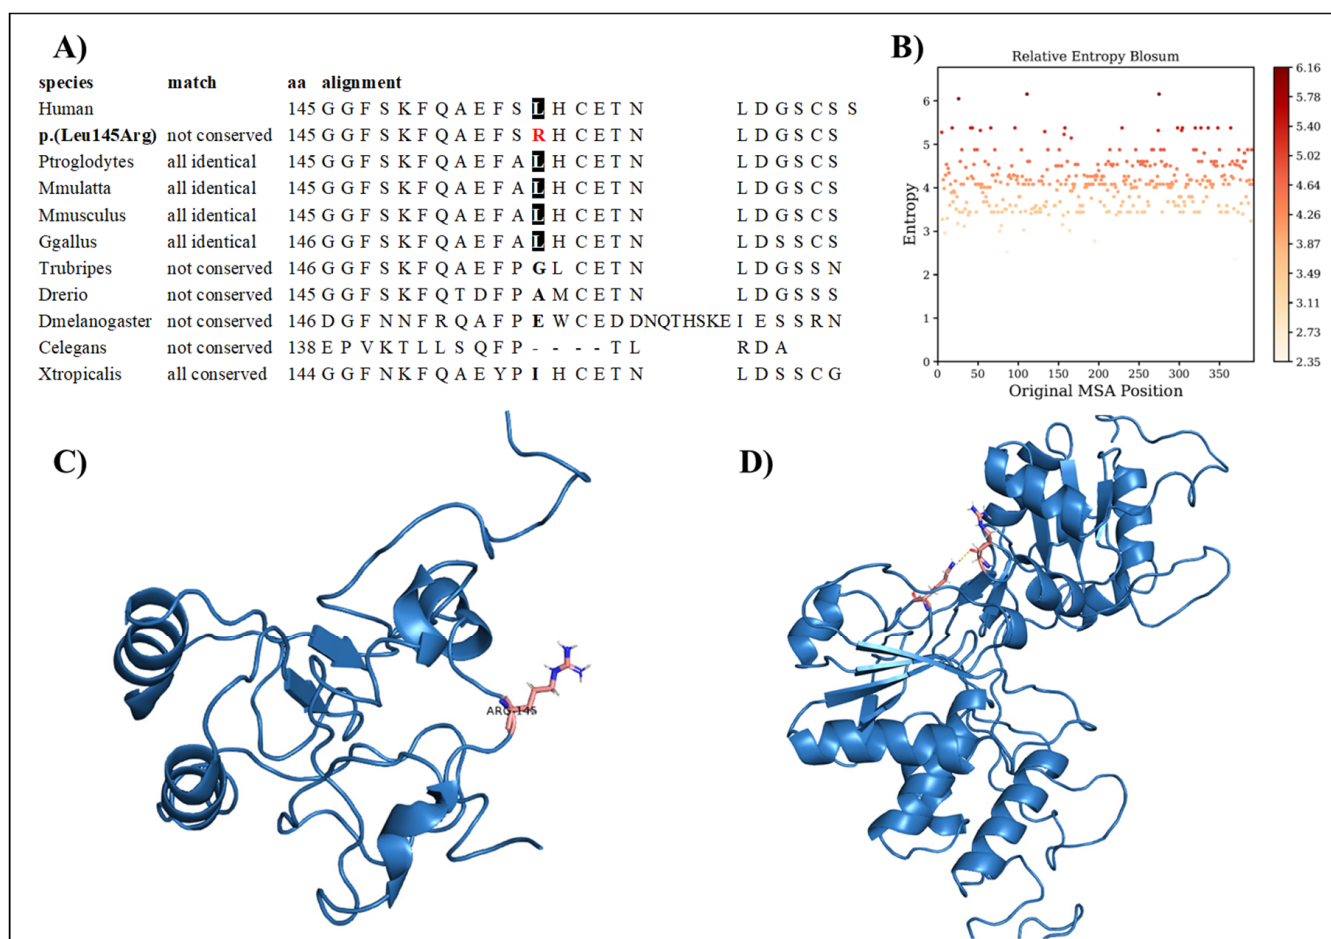 A)
species match aa alignment
Human 145 G G F S K F Q A E F S L H C E T N L D G S C S S
p.(Leu145Arg) not conserved 145 G G F S K F Q A E F S R H C E T N L D G S C S
Ptroglodytes all identical 145 G G F S K F Q A E F A L H C E T N L D G S C S
Mmulatta all identical 145 G G F S K F Q A E F A L H C E T N L D G S C S
Mmusculus all identical 145 G G F S K F Q A E F A L H C E T N L D G S C S
Ggallus all identical 146 G G F S K F Q A E F A L H C E T N L D S S C S
Trubripes not conserved 146 G G F S K F Q A E F P G L C E T N L D G S S N
Drerio not conserved 145 G G F S K F Q T D F P A M C E T N L D G S S S
Dmelanogaster not conserved 146 D G F N N F R Q A F P E W C E D DNQTHSKE I E S S R N
Celegans not conserved 138 E P V K T L L S Q F P - - - - T L R D A
Xtropicalis all conserved 144 G G F N K F Q A E Y P I H C E T N L D S S C G
B)
Relative Entropy Blosum
Entropy
6
5
4
3
2
1
0
0 50 100 150 200 250 300 350
Original MSA Position
6.16
5.78
5.40
5.02
4.64
4.26
3.87
3.49
3.11
2.73
2.35
C)
ARG-145
D)